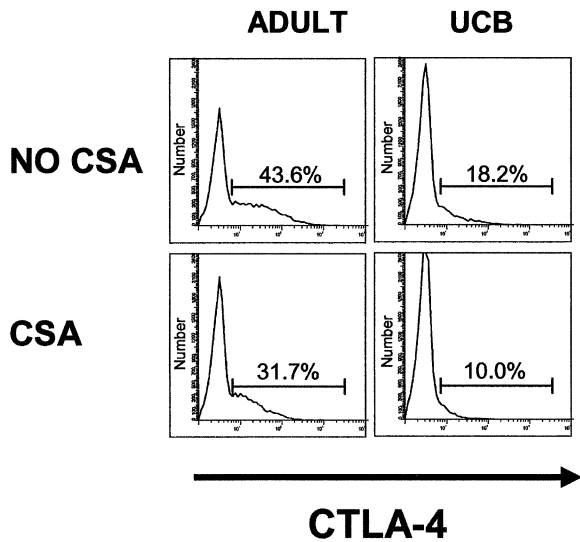 ADULT UCB
NO CSA
Number
43.6%
Number
18.2%
CSA
Number
31.7%
Number
10.0%
CTLA-4